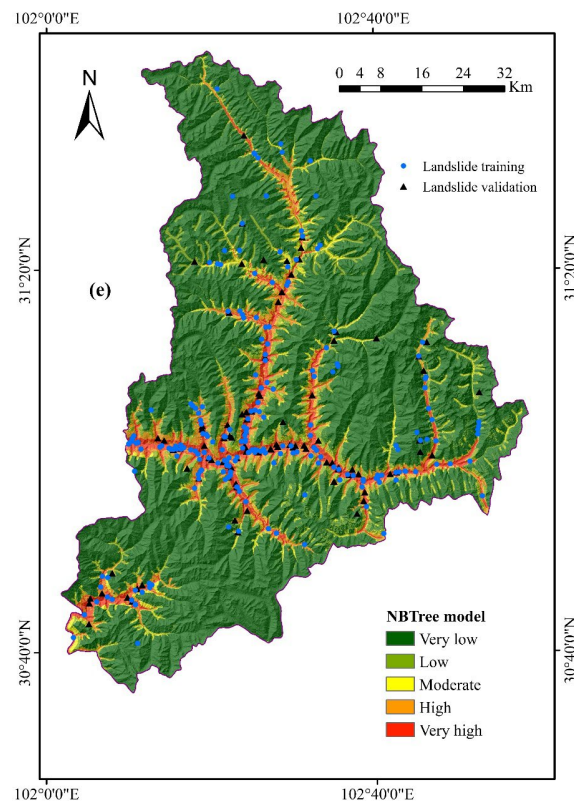 102°0'0"E 102°40'0"E
N
0 4 8 16 24 32
Km
Landslide training
Landslide validation
31°20'0"N 31°20'0"N
(e)
NBTree model
Very low
Low
Moderate
High
Very high
30°40'0"N 30°40'0"N
102°0'0"E 102°40'0"E